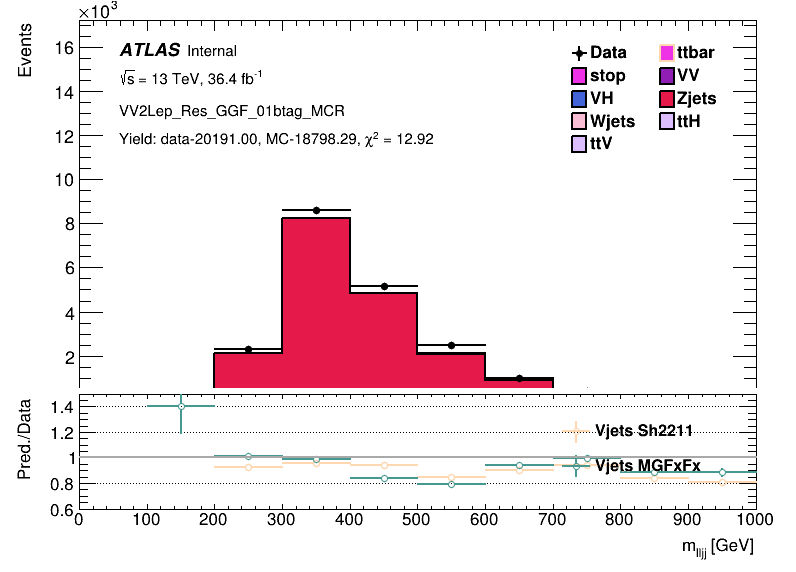 ×10³
Events
16
14
12
10
8
6
4
2
ATLAS Internal
√s = 13 TeV, 36.4 fb⁻¹
VV2Lep_Res_GGF_01btag_MCR
Yield: data-20191.00, MC-18798.29, χ² = 12.92
Data
ttbar
stop
VV
VH
Zjets
Wjets
ttH
ttV
Pred./Data
1.4
1.2
1
0.8
0.6
Vjets Sh2211
Vjets MGFxFx
0 100 200 300 400 500 600 700 800 900 1000
m_lljj [GeV]